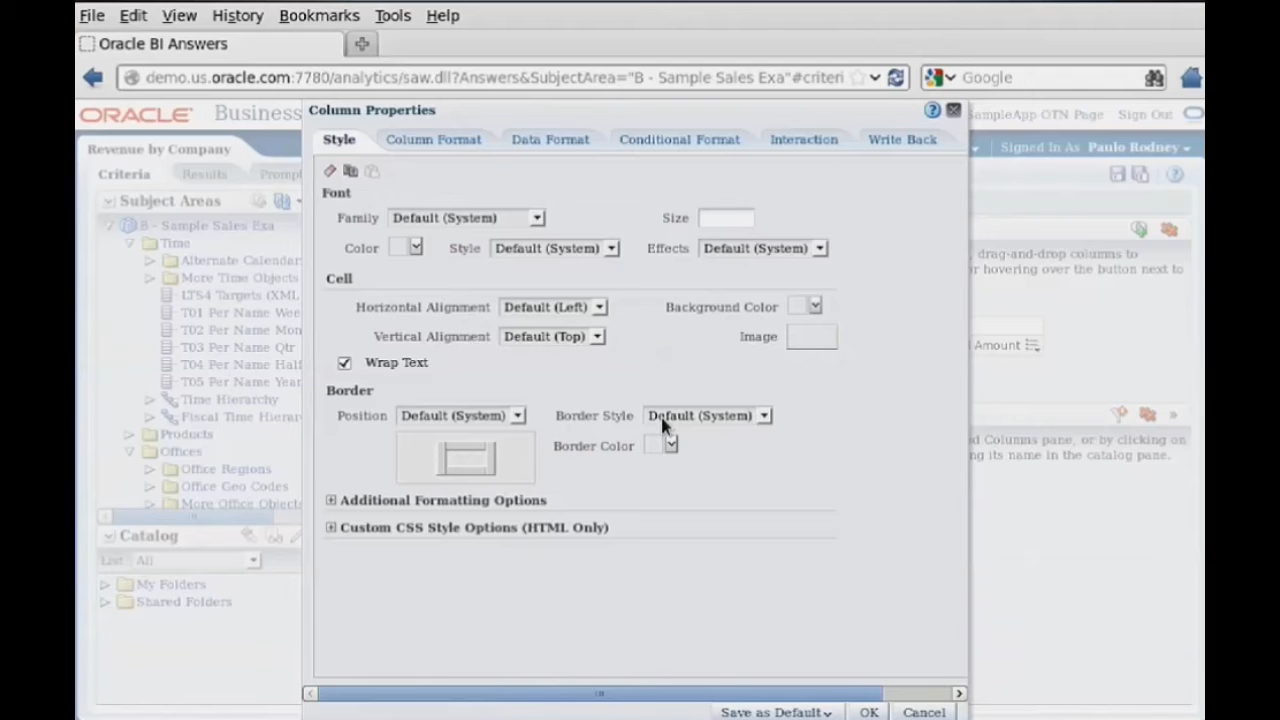 File Edit View History Bookmarks Tools Help
Oracle BI Answers
demo.us.oracle.com:7780/analytics/saw.dll?Answers&SubjectArea="B - Sample Sales Exa"#criteri
Google
ORACLE Business
Column Properties
SampleApp OTN Page Sign Out
Revenue by Company
Signed In As Paulo Rodney
Style Column Format Data Format Conditional Format Interaction Write Back
Criteria Results Prompt
Subject Areas
B - Sample Sales Exa
Time
Alternate Calendar
More Time Objects
LTS4 Targets (XML
T01 Per Name Wee
T02 Per Name Mon
T03 Per Name Qtr
T04 Per Name Half
T05 Per Name Year
Time Hierarchy
Fiscal Time Hierar
Products
Offices
Office Regions
Office Geo Codes
More Office Objects
Catalog
List All
My Folders
Shared Folders
Font
Family Default (System) Size
Color Style Default (System) Effects Default (System)
Cell
Horizontal Alignment Default (Left) Background Color
Vertical Alignment Default (Top) Image
Wrap Text
Border
Position Default (System) Border Style Default (System)
Border Color
Additional Formatting Options
Custom CSS Style Options (HTML Only)
Save as Default OK Cancel
, drag-and-drop columns to
r hovering over the button next to
Amount
d Columns pane, or by clicking on
ng its name in the catalog pane.